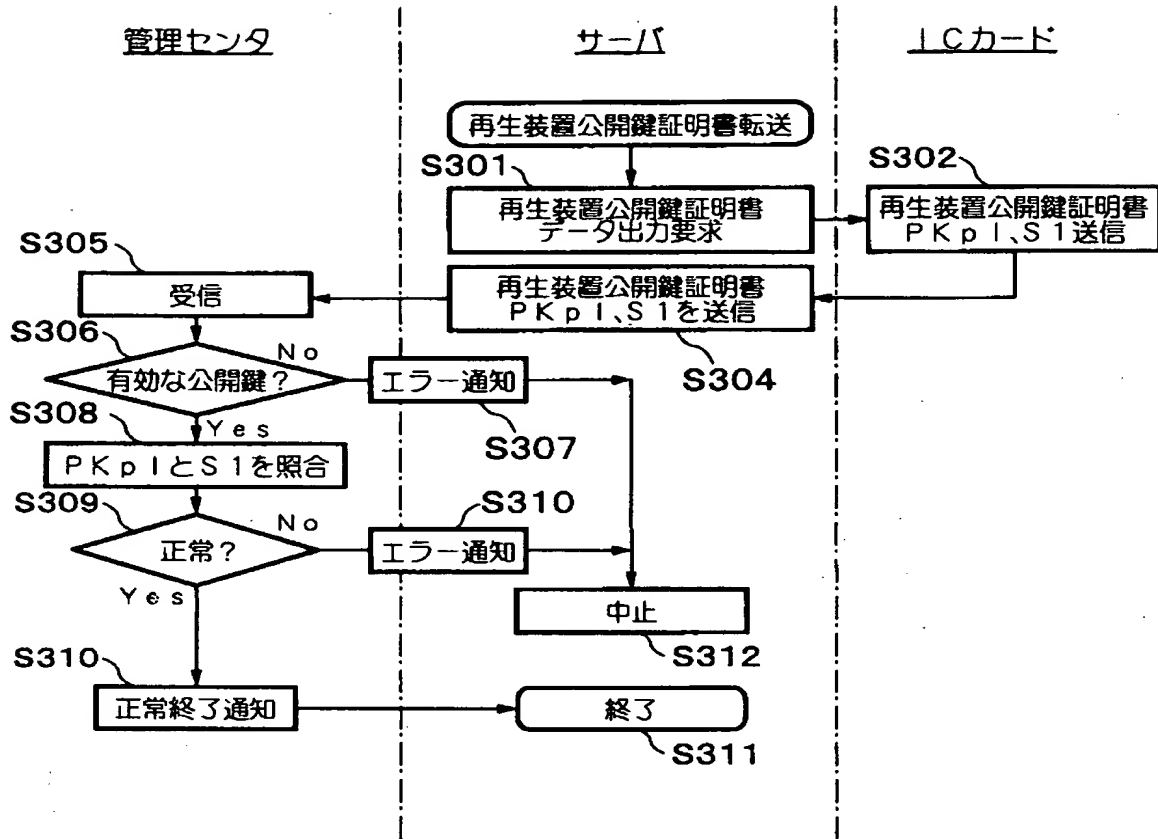 管理センタ
サーバ
ICカード
再生装置公開鍵証明書転送
S301
再生装置公開鍵証明書
データ出力要求
S302
再生装置公開鍵証明書
PKpl、S1送信
S305
受信
再生装置公開鍵証明書
PKpl、S1を送信
S304
S306
有効な公開鍵?
No
エラー通知
S307
Yes
S308
PKplとS1を照合
S309
正常?
No
S310
エラー通知
Yes
中止
S312
S310
正常終了通知
終了
S311